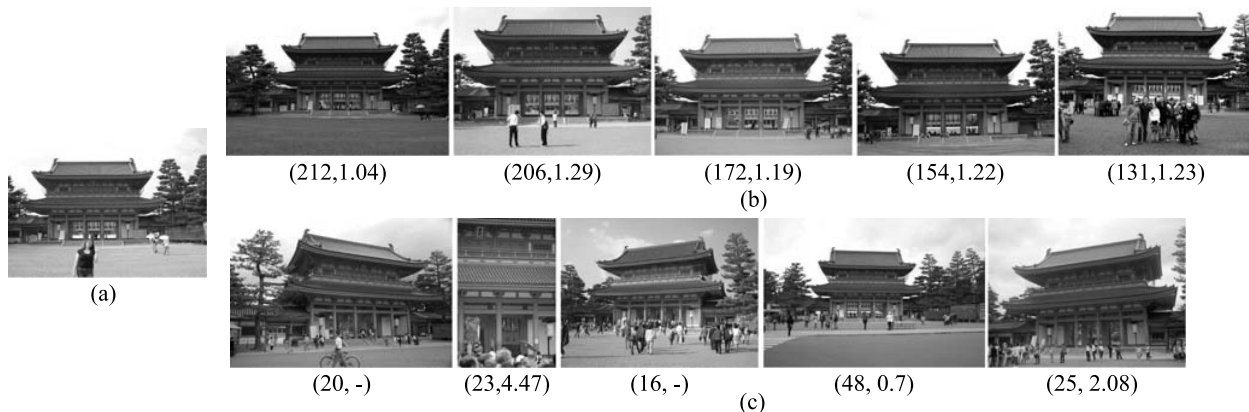 (212,1.04) (206,1.29) (172,1.19) (154,1.22) (131,1.23)
(b)
(a)
(20, -) (23,4.47) (16, -) (48, 0.7) (25, 2.08)
(c)